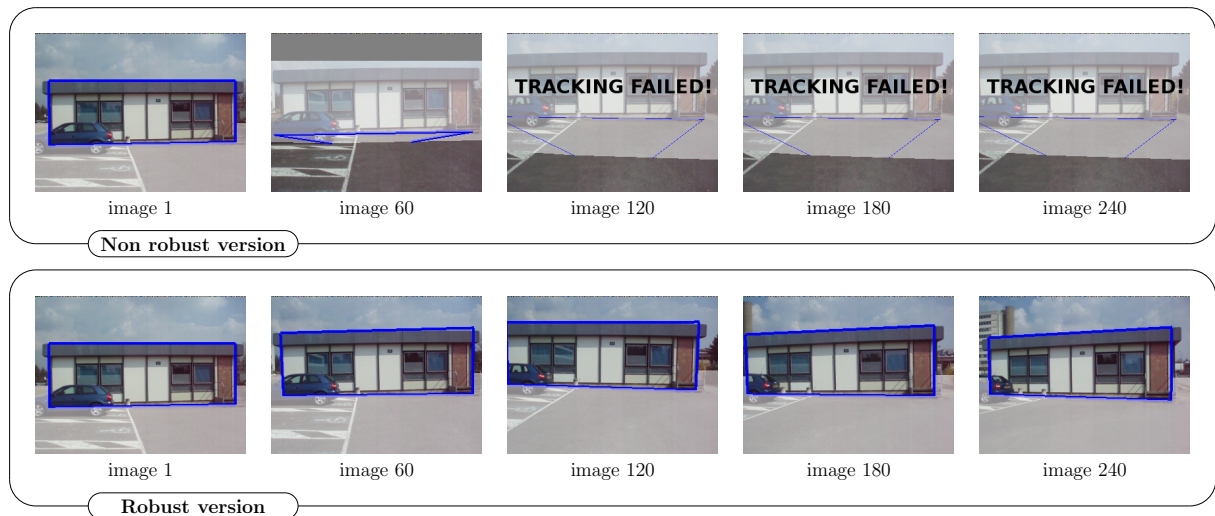 TRACKING FAILED! TRACKING FAILED! TRACKING FAILED!
image 1 image 60 image 120 image 180 image 240
Non robust version
image 1 image 60 image 120 image 180 image 240
Robust version